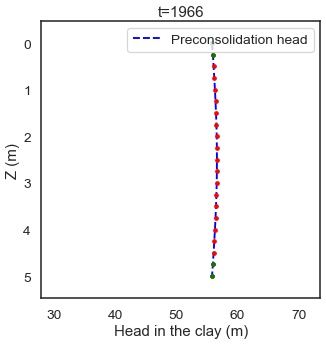 t=1966
Preconsolidation head
Z (m)
0
1
2
3
4
5
30 40 50 60 70
Head in the clay (m)